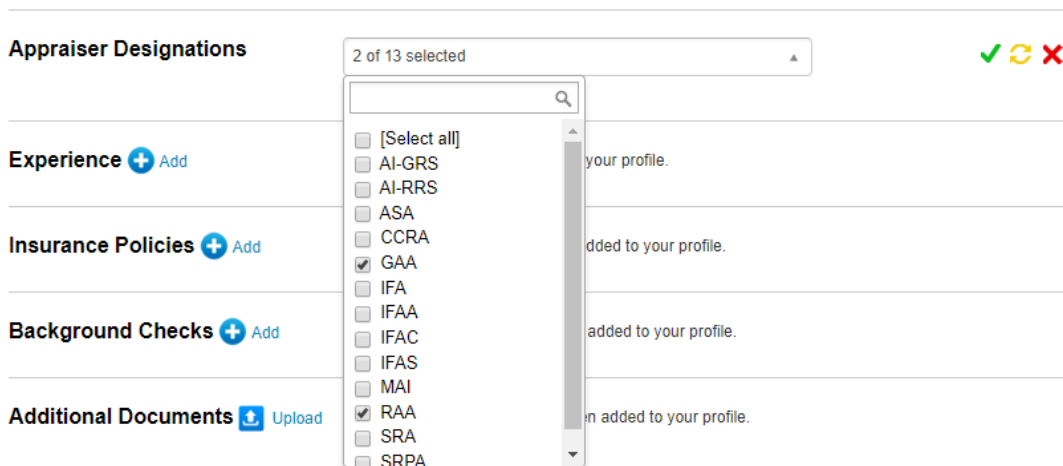 Appraiser Designations
2 of 13 selected
[Select all]
AI-GRS
AI-RRS
ASA
CCRA
GAA
IFA
IFAA
IFAC
IFAS
MAI
RAA
SRA
SRPA
Experience Add
your profile.
Insurance Policies Add
added to your profile.
Background Checks Add
added to your profile.
Additional Documents Upload
added to your profile.